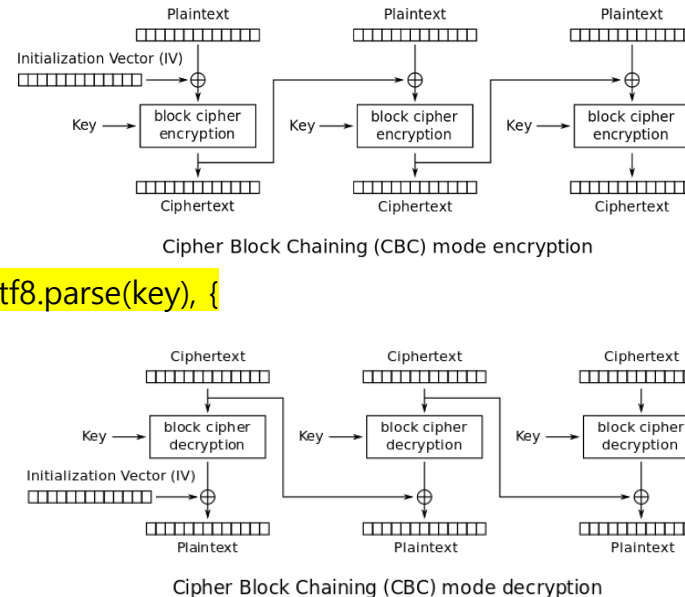 Plaintext Plaintext Plaintext
Initialization Vector (IV)
Key block cipher encryption Key block cipher encryption Key block cipher encryption
Ciphertext Ciphertext Ciphertext
Cipher Block Chaining (CBC) mode encryption
tf8.parse(key), {
Ciphertext Ciphertext Ciphertext
Key block cipher decryption Key block cipher decryption Key block cipher decryption
Initialization Vector (IV)
Plaintext Plaintext Plaintext
Cipher Block Chaining (CBC) mode decryption